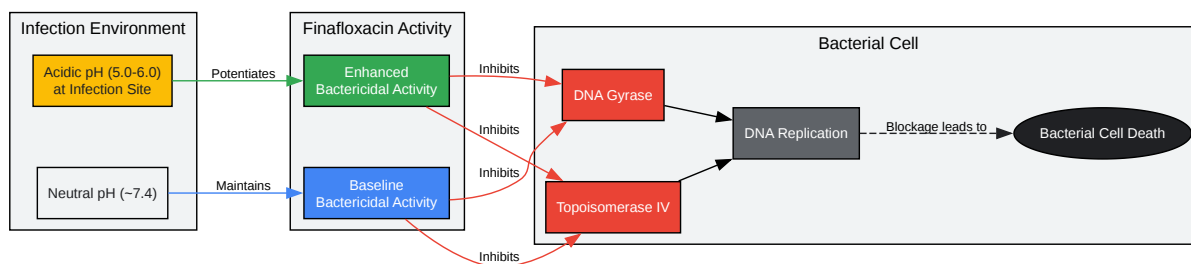 Infection Environment
Acidic pH (5.0-6.0)
at Infection Site
Neutral pH (~7.4)
Potentiates
Maintains
Finafloxacin Activity
Enhanced
Bactericidal Activity
Baseline
Bactericidal Activity
Inhibits
Inhibits
Inhibits
Inhibits
Bacterial Cell
DNA Gyrase
Topoisomerase IV
DNA Replication
Blockage leads to
Bacterial Cell Death